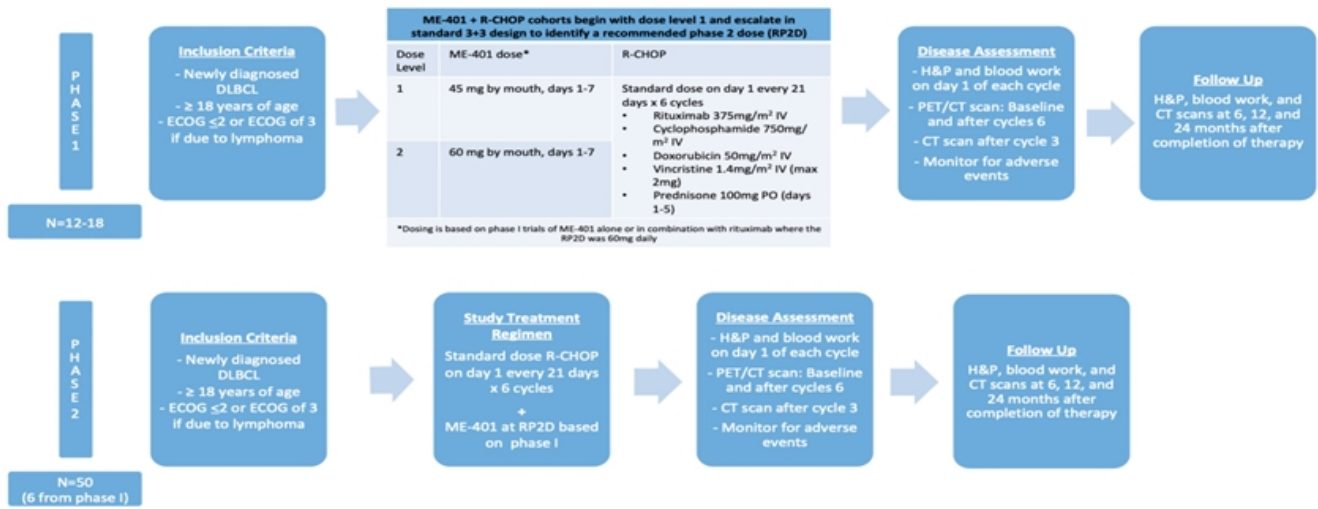 PHASE 1
N=12-18
Inclusion Criteria
- Newly diagnosed
DLBCL
- ≥ 18 years of age
- ECOG ≤2 or ECOG of 3
if due to lymphoma
ME-401 + R-CHOP cohorts begin with dose level 1 and escalate in
standard 3+3 design to identify a recommended phase 2 dose (RP2D)
Dose
Level
ME-401 dose*
R-CHOP
1
45 mg by mouth, days 1-7
2
60 mg by mouth, days 1-7
Standard dose on day 1 every 21
days x 6 cycles
• Rituximab 375mg/m² IV
• Cyclophosphamide 750mg/
m² IV
• Doxorubicin 50mg/m² IV
• Vincristine 1.4mg/m² IV (max
2mg)
• Prednisone 100mg PO (days
1-5)
*Dosing is based on phase I trials of ME-401 alone or in combination with rituximab where the
RP2D was 60mg daily
Disease Assessment
- H&P and blood work
on day 1 of each cycle
- PET/CT scan: Baseline
and after cycles 6
- CT scan after cycle 3
- Monitor for adverse
events
Follow Up
H&P, blood work, and
CT scans at 6, 12, and
24 months after
completion of therapy
PHASE 2
N=50
(6 from phase I)
Inclusion Criteria
- Newly diagnosed
DLBCL
- ≥ 18 years of age
- ECOG ≤2 or ECOG of 3
if due to lymphoma
Study Treatment
Regimen
Standard dose R-CHOP
on day 1 every 21 days
x 6 cycles
+
ME-401 at RP2D based
on phase I
Disease Assessment
- H&P and blood work
on day 1 of each cycle
- PET/CT scan: Baseline
and after cycles 6
- CT scan after cycle 3
- Monitor for adverse
events
Follow Up
H&P, blood work, and
CT scans at 6, 12, and
24 months after
completion of therapy